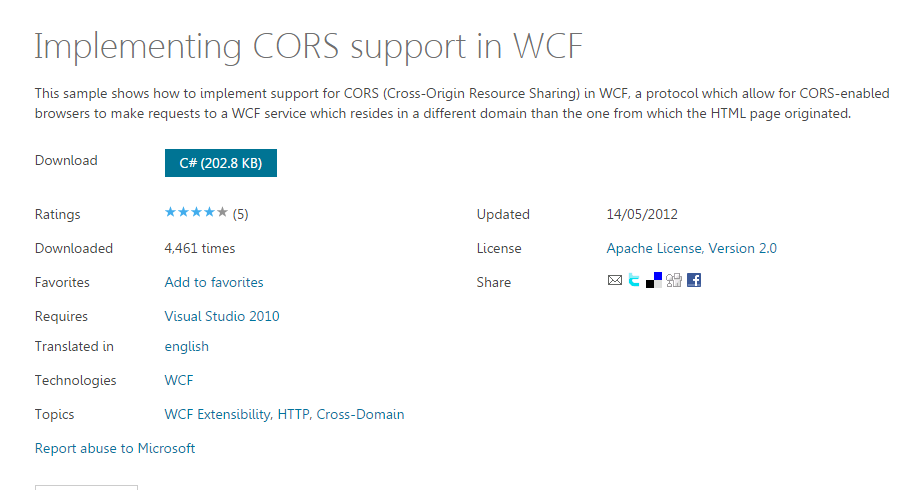 Implementing CORS support in WCF
This sample shows how to implement support for CORS (Cross-Origin Resource Sharing) in WCF, a protocol which allow for CORS-enabled
browsers to make requests to a WCF service which resides in a different domain than the one from which the HTML page originated.
Download C# (202.8 KB)
Ratings (5) Updated 14/05/2012
Downloaded 4,461 times License Apache License, Version 2.0
Favorites Add to favorites Share
Requires Visual Studio 2010
Translated in english
Technologies WCF
Topics WCF Extensibility, HTTP, Cross-Domain
Report abuse to Microsoft